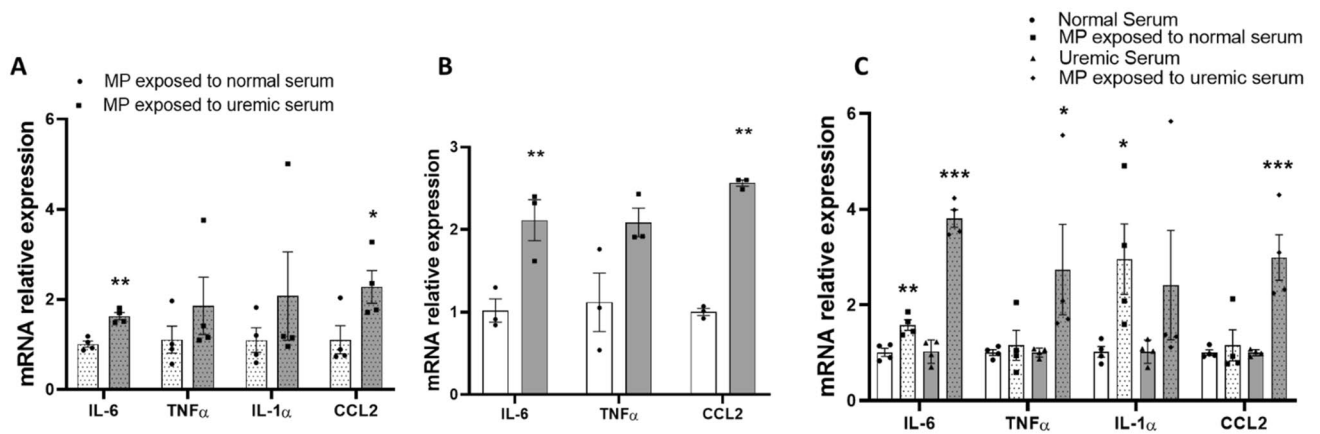 A
MP exposed to normal serum
MP exposed to uremic serum
mRNA relative expression
6
4
2
0
**
*
IL-6
TNFα
IL-1α
CCL2
B
mRNA relative expression
3
2
1
0
**
**
IL-6
TNFα
CCL2
C
Normal Serum
MP exposed to normal serum
Uremic Serum
MP exposed to uremic serum
mRNA relative expression
6
4
2
0
**
***
*
*
***
IL-6
TNFα
IL-1α
CCL2